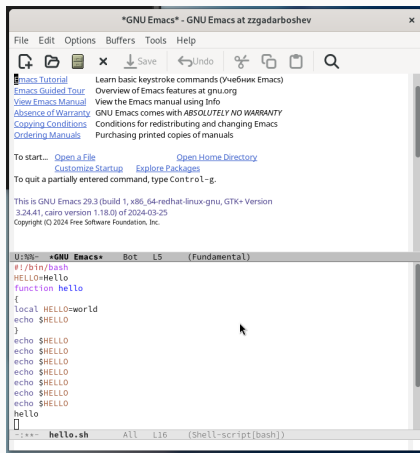 *GNU Emacs* - GNU Emacs at zzgadarboshev
File Edit Options Buffers Tools Help
Save Undo
Emacs Tutorial Learn basic keystroke commands (Учебник Emacs)
Emacs Guided Tour Overview of Emacs features at gnu.org
View Emacs Manual View the Emacs manual using Info
Absence of Warranty GNU Emacs comes with ABSOLUTELY NO WARRANTY
Copying Conditions Conditions for redistributing and changing Emacs
Ordering Manuals Purchasing printed copies of manuals
To start... Open a File Open Home Directory
Customize Startup Explore Packages
To quit a partially entered command, type Control-g.
This is GNU Emacs 29.3 (build 1, x86_64-redhat-linux-gnu, GTK+ Version
3.24.41, cairo version 1.18.0) of 2024-03-25
Copyright (C) 2024 Free Software Foundation, Inc.
U:%%- *GNU Emacs* Bot L5 (Fundamental)
#!/bin/bash
HELLO=Hello
function hello
{
local HELLO=world
echo $HELLO
}
echo $HELLO
echo $HELLO
echo $HELLO
echo $HELLO
echo $HELLO
echo $HELLO
echo $HELLO
hello
-:**- hello.sh All L16 (Shell-script[bash])